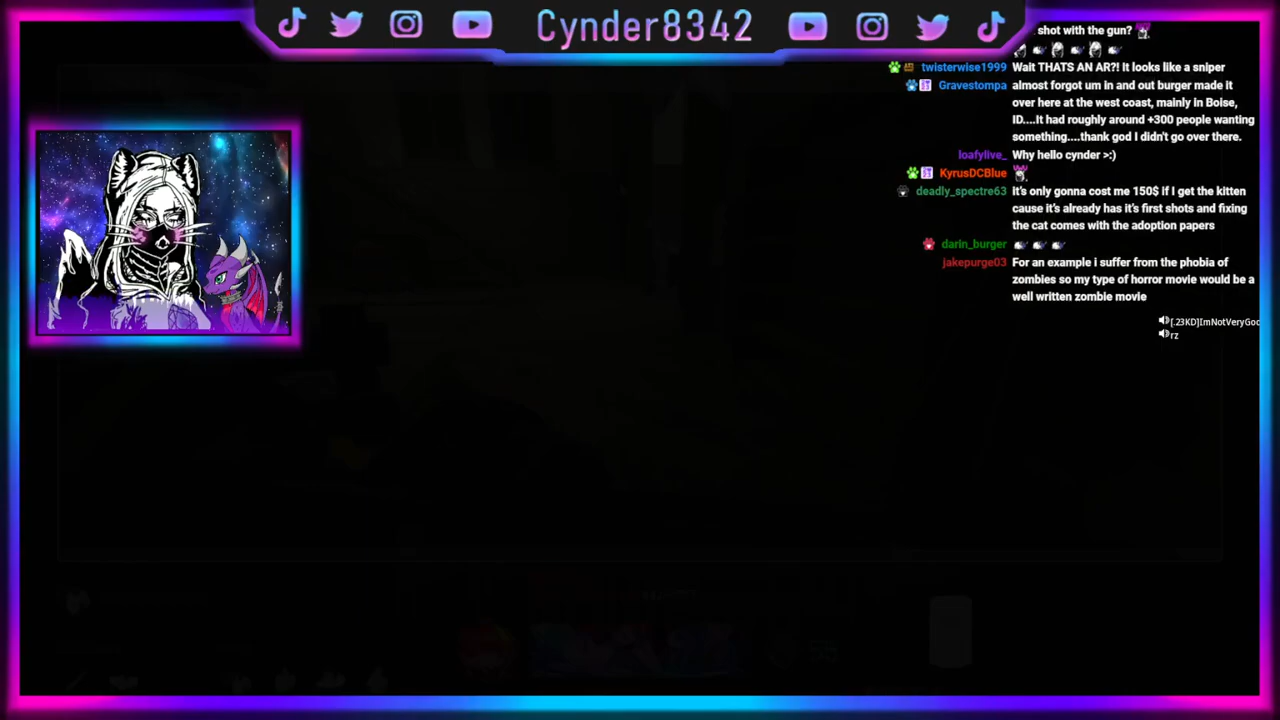 Cynder8342
shot with the gun?
twisterwise1999 Wait THATS AN AR?! It looks like a sniper
Gravestompa almost forgot um in and out burger made it
over here at the west coast, mainly in Boise,
ID....It had roughly around +300 people wanting
something....thank god I didn't go over there.
loafylive_ Why hello cynder >:)
KyrusDCBlue
deadly_spectre63 it's only gonna cost me 150$ if I get the kitten
cause it's already has it's first shots and fixing
the cat comes with the adoption papers
darin_burger
jakepurge03 For an example i suffer from the phobia of
zombies so my type of horror movie would be a
well written zombie movie
[.23KD]ImNotVeryGoo
rz